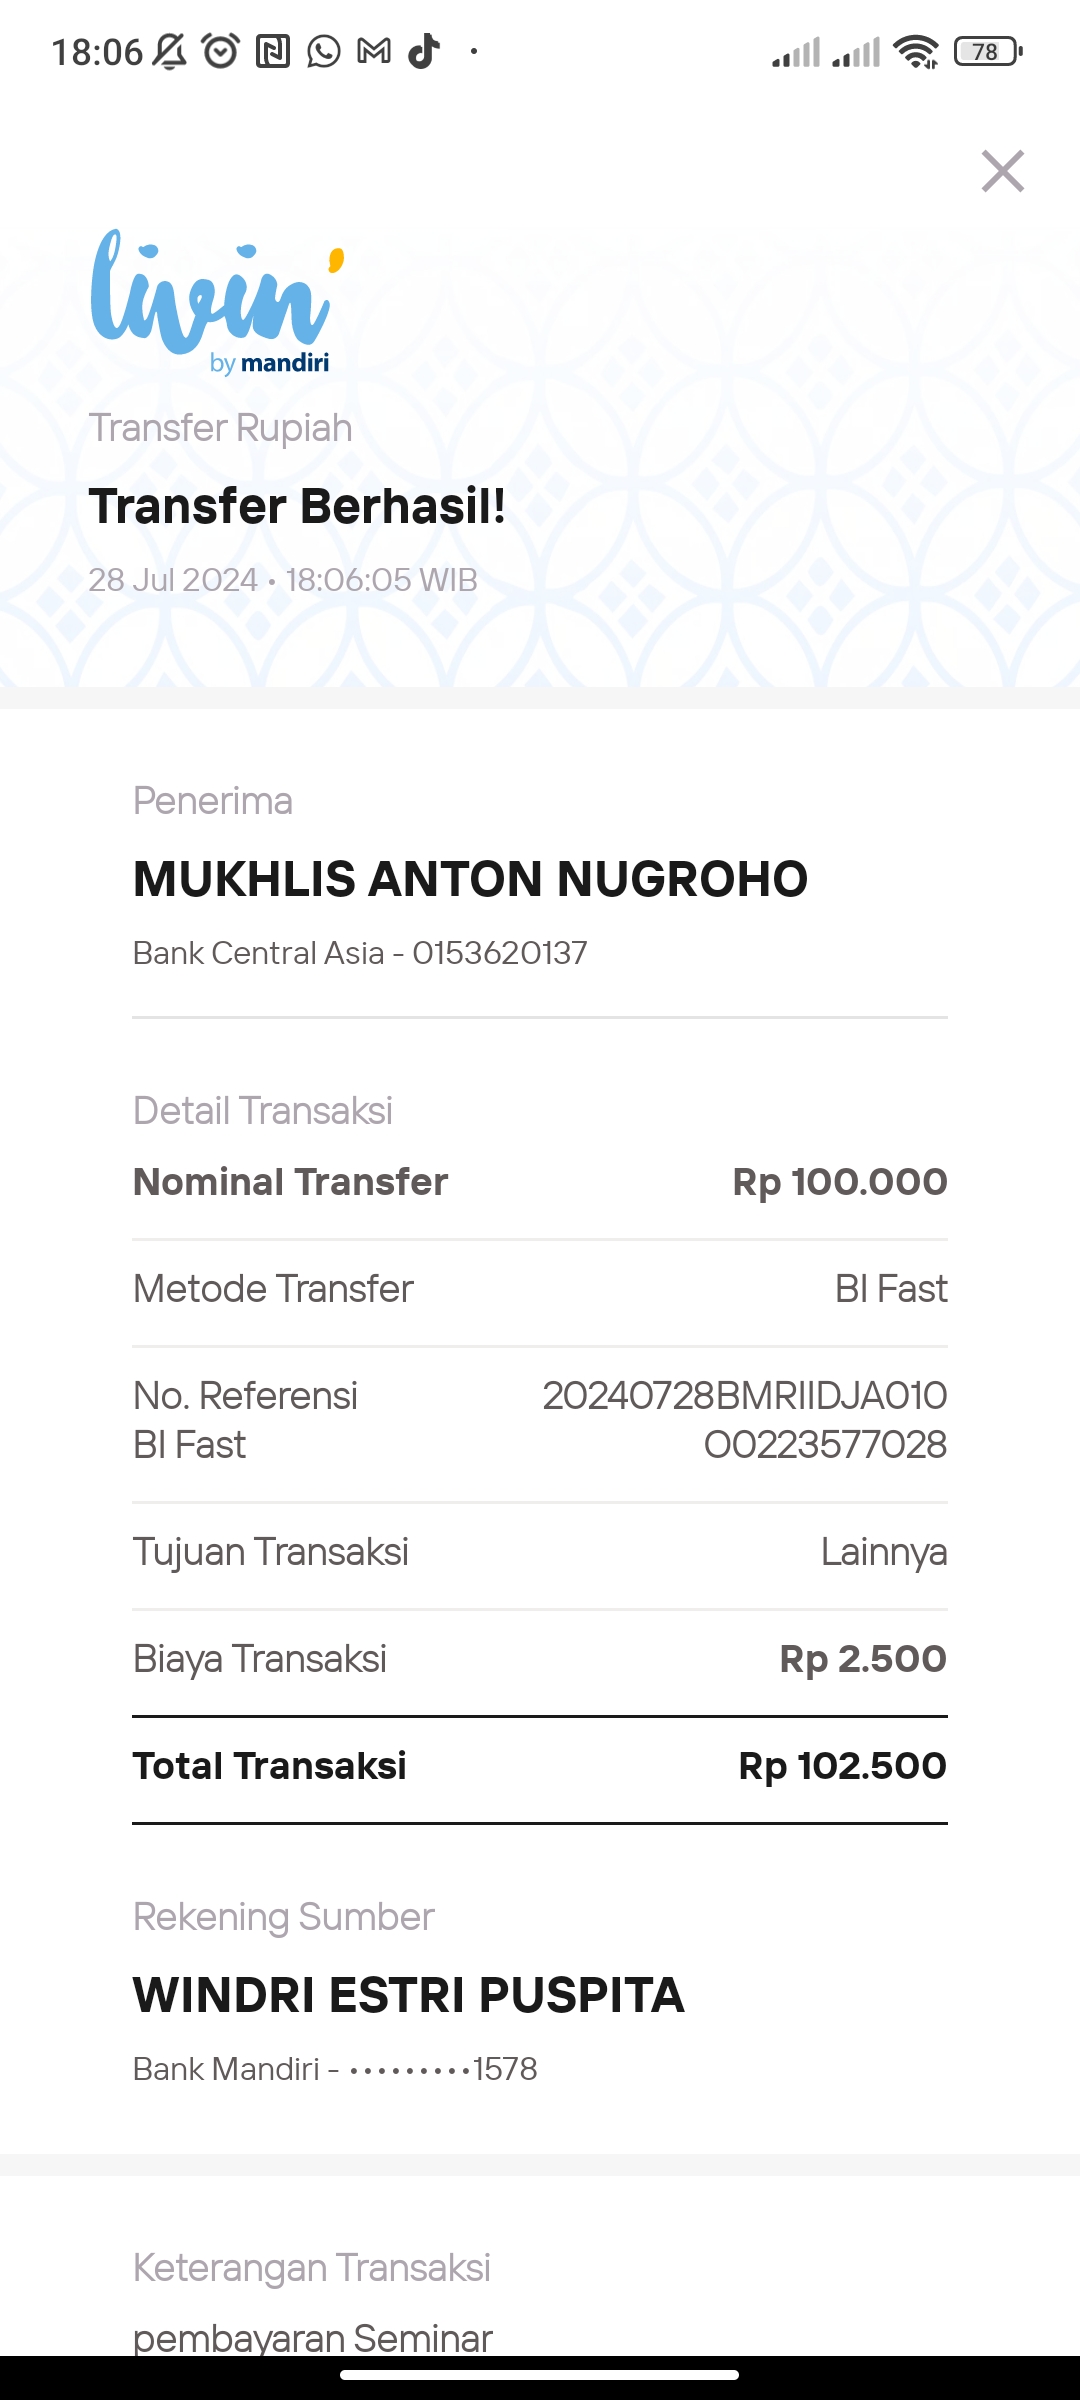 18:06
78
livin'
by mandiri
Transfer Rupiah
Transfer Berhasil!
28 Jul 2024 • 18:06:05 WIB
Penerima
MUKHLIS ANTON NUGROHO
Bank Central Asia - 0153620137
Detail Transaksi
Nominal Transfer Rp 100.000
Metode Transfer BI Fast
No. Referensi 20240728BMRIIDJA010
BI Fast O0223577028
Tujuan Transaksi Lainnya
Biaya Transaksi Rp 2.500
Total Transaksi Rp 102.500
Rekening Sumber
WINDRI ESTRI PUSPITA
Bank Mandiri - •••••••••1578
Keterangan Transaksi
pembayaran Seminar